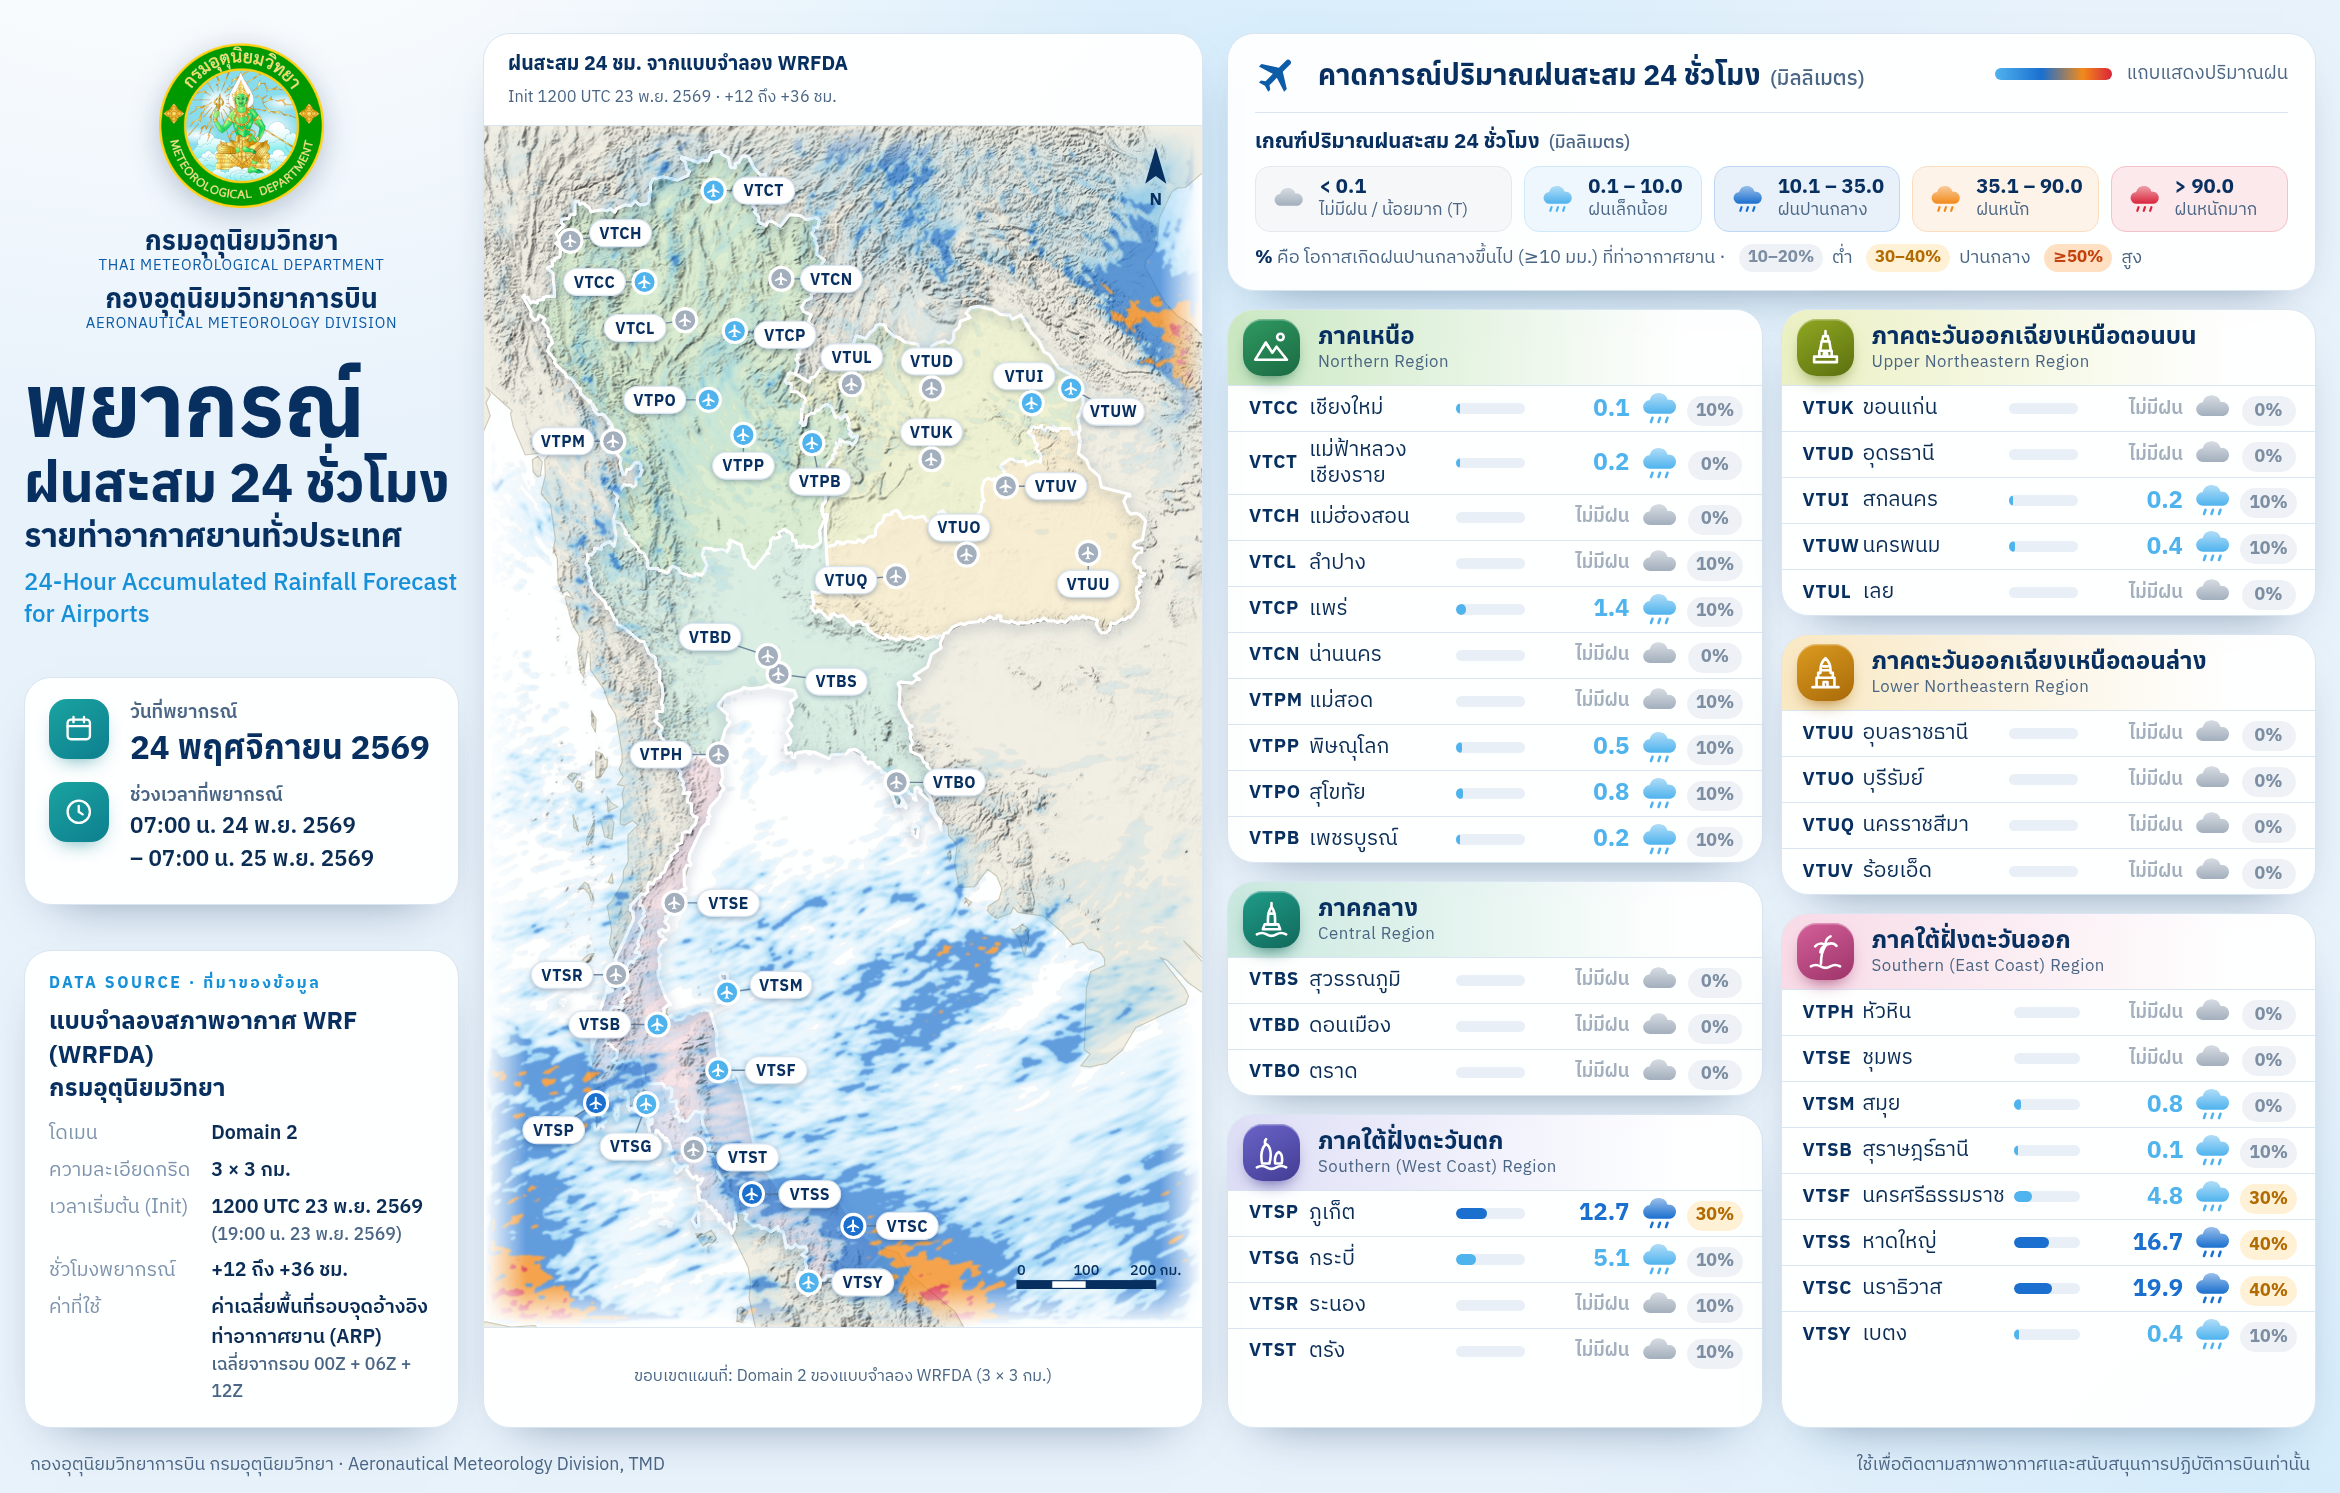 กรมอุตุนิยมวิทยา
METEOROLOGICAL DEPARTMENT
กรมอุตุนิยมวิทยา
THAI METEOROLOGICAL DEPARTMENT
กองอุตุนิยมวิทยาการบิน
AERONAUTICAL METEOROLOGY DIVISION
พยากรณ์
ฝนสะสม 24 ชั่วโมง
รายท่าอากาศยานทั่วประเทศ
24-Hour Accumulated Rainfall Forecast
for Airports
วันที่พยากรณ์
24 พฤศจิกายน 2569
ช่วงเวลาที่พยากรณ์
07:00 น. 24 พ.ย. 2569
– 07:00 น. 25 พ.ย. 2569
DATA SOURCE · ที่มาของข้อมูล
แบบจำลองสภาพอากาศ WRF
(WRFDA)
กรมอุตุนิยมวิทยา
โดเมน Domain 2
ความละเอียดกริด 3 × 3 กม.
เวลาเริ่มต้น (Init) 1200 UTC 23 พ.ย. 2569
(19:00 น. 23 พ.ย. 2569)
ชั่วโมงพยากรณ์ +12 ถึง +36 ชม.
ค่าที่ใช้ ค่าเฉลี่ยพื้นที่รอบจุดอ้างอิง
ท่าอากาศยาน (ARP)
เฉลี่ยจากรอบ 00Z + 06Z +
12Z
ฝนสะสม 24 ชม. จากแบบจำลอง WRFDA
Init 1200 UTC 23 พ.ย. 2569 · +12 ถึง +36 ชม.
N
VTCT
VTCH
VTCC
VTCN
VTCL
VTCP
VTUL
VTUD
VTUI
VTUW
VTPO
VTPM
VTUK
VTPP
VTPB
VTUV
VTUO
VTUQ
VTUU
VTBD
VTBS
VTPH
VTBO
VTSE
VTSR
VTSM
VTSB
VTSF
VTSP
VTSG
VTST
VTSS
VTSC
VTSY
0 100 200 กม.
ขอบเขตแผนที่: Domain 2 ของแบบจำลอง WRFDA (3 × 3 กม.)
คาดการณ์ปริมาณฝนสะสม 24 ชั่วโมง (มิลลิเมตร) แถบแสดงปริมาณฝน
เกณฑ์ปริมาณฝนสะสม 24 ชั่วโมง (มิลลิเมตร)
< 0.1
ไม่มีฝน / น้อยมาก (T)
0.1 – 10.0
ฝนเล็กน้อย
10.1 – 35.0
ฝนปานกลาง
35.1 – 90.0
ฝนหนัก
> 90.0
ฝนหนักมาก
% คือ โอกาสเกิดฝนปานกลางขึ้นไป (≥10 มม.) ที่ท่าอากาศยาน · 10–20% ต่ำ 30–40% ปานกลาง ≥50% สูง
ภาคเหนือ
Northern Region
VTCC เชียงใหม่ 0.1 10%
VTCT แม่ฟ้าหลวง
เชียงราย 0.2 0%
VTCH แม่ฮ่องสอน ไม่มีฝน 0%
VTCL ลำปาง ไม่มีฝน 10%
VTCP แพร่ 1.4 10%
VTCN น่านนคร ไม่มีฝน 0%
VTPM แม่สอด ไม่มีฝน 10%
VTPP พิษณุโลก 0.5 10%
VTPO สุโขทัย 0.8 10%
VTPB เพชรบูรณ์ 0.2 10%
ภาคกลาง
Central Region
VTBS สุวรรณภูมิ ไม่มีฝน 0%
VTBD ดอนเมือง ไม่มีฝน 0%
VTBO ตราด ไม่มีฝน 0%
ภาคใต้ฝั่งตะวันตก
Southern (West Coast) Region
VTSP ภูเก็ต 12.7 30%
VTSG กระบี่ 5.1 10%
VTSR ระนอง ไม่มีฝน 10%
VTST ตรัง ไม่มีฝน 10%
ภาคตะวันออกเฉียงเหนือตอนบน
Upper Northeastern Region
VTUK ขอนแก่น ไม่มีฝน 0%
VTUD อุดรธานี ไม่มีฝน 0%
VTUI สกลนคร 0.2 10%
VTUW นครพนม 0.4 10%
VTUL เลย ไม่มีฝน 0%
ภาคตะวันออกเฉียงเหนือตอนล่าง
Lower Northeastern Region
VTUU อุบลราชธานี ไม่มีฝน 0%
VTUO บุรีรัมย์ ไม่มีฝน 0%
VTUQ นครราชสีมา ไม่มีฝน 0%
VTUV ร้อยเอ็ด ไม่มีฝน 0%
ภาคใต้ฝั่งตะวันออก
Southern (East Coast) Region
VTPH หัวหิน ไม่มีฝน 0%
VTSE ชุมพร ไม่มีฝน 0%
VTSM สมุย 0.8 0%
VTSB สุราษฎร์ธานี 0.1 10%
VTSF นครศรีธรรมราช 4.8 30%
VTSS หาดใหญ่ 16.7 40%
VTSC นราธิวาส 19.9 40%
VTSY เบตง 0.4 10%
กองอุตุนิยมวิทยาการบิน กรมอุตุนิยมวิทยา · Aeronautical Meteorology Division, TMD
ใช้เพื่อติดตามสภาพอากาศและสนับสนุนการปฏิบัติการบินเท่านั้น